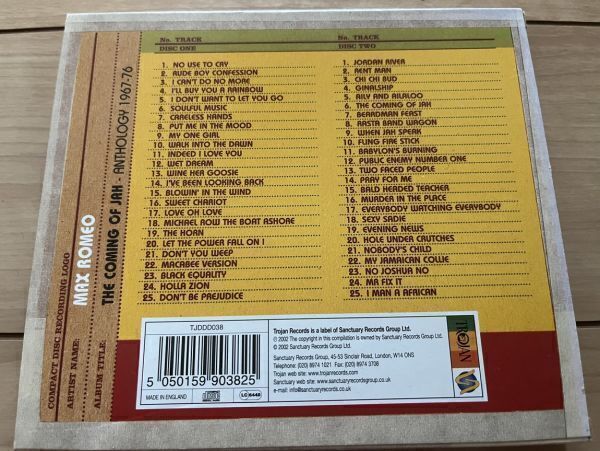 COMPACT DISC RECORDING LOGO
ARTIST NAME: MAX ROMEO
ALBUM TITLE: THE COMING OF JAH - ANTHOLOGY 1967-76
No. TRACK
DISC ONE
1. NO USE TO CRY
2. RUDE BOY CONFESSION
3. I CAN'T DO NO MORE
4. I'LL BUY YOU A RAINBOW
5. I DON'T WANT TO LET YOU GO
6. SOULFUL MUSIC
7. CARELESS HANDS
8. PUT ME IN THE MOOD
9. MY ONE GIRL
10. WALK INTO THE DAWN
11. INDEED I LOVE YOU
12. WET DREAM
13. WINE HER GOOSIE
14. I'VE BEEN LOOKING BACK
15. BLOWIN' IN THE WIND
16. SWEET CHARIOT
17. LOVE OH LOVE
18. MICHAEL ROW THE BOAT ASHORE
19. THE HORN
20. LET THE POWER FALL ON I
21. DON'T YOU WEEP
22. MACABEE VERSION
23. BLACK EQUALITY
24. HOLLA ZION
25. DON'T BE PREJUDICE
No. TRACK
DISC TWO
1. JORDAN RIVER
2. RENT MAN
3. CHI CHI BUD
4. GINALSHIP
5. AILY AND AILALOO
6. THE COMING OF JAH
7. BEARDMAN FEAST
8. RASTA BAND WAGON
9. WHEN JAH SPEAK
10. FUNG FIRE STICK
11. BABYLON'S BURNING
12. PUBLIC ENEMY NUMBER ONE
13. TWO FACED PEOPLE
14. PRAY FOR ME
15. BALD HEADED TEACHER
16. MURDER IN THE PLACE
17. EVERYBODY WATCHING EVERYBODY
18. SEXY SADIE
19. EVENING NEWS
20. HOLE UNDER CRUTCHES
21. NOBODY'S CHILD
22. MY JAMAICAN COLLIE
23. NO JOSHUA NO
24. MR FIX IT
25. I MAN A AFRICAN
TJDDD038
5 050159 903825
MADE IN ENGLAND
LC 6448
Trojan Records is a label of Sanctuary Records Group Ltd.
℗ 2002 The copyright in this compilation is owned by Sanctuary Records Group Ltd.
© 2002 Sanctuary Records Group Ltd.
Sanctuary Records Group, 45-53 Sinclair Road, London, W14 ONS
Telephone: (020) 8974 1021 Fax: (020) 8974 3708
Trojan web site: www.trojanrecords.com
Sanctuary web site: www.sanctuaryrecordsgroup.co.uk
e-mail: info@sanctuaryrecords.co.uk
TROJAN